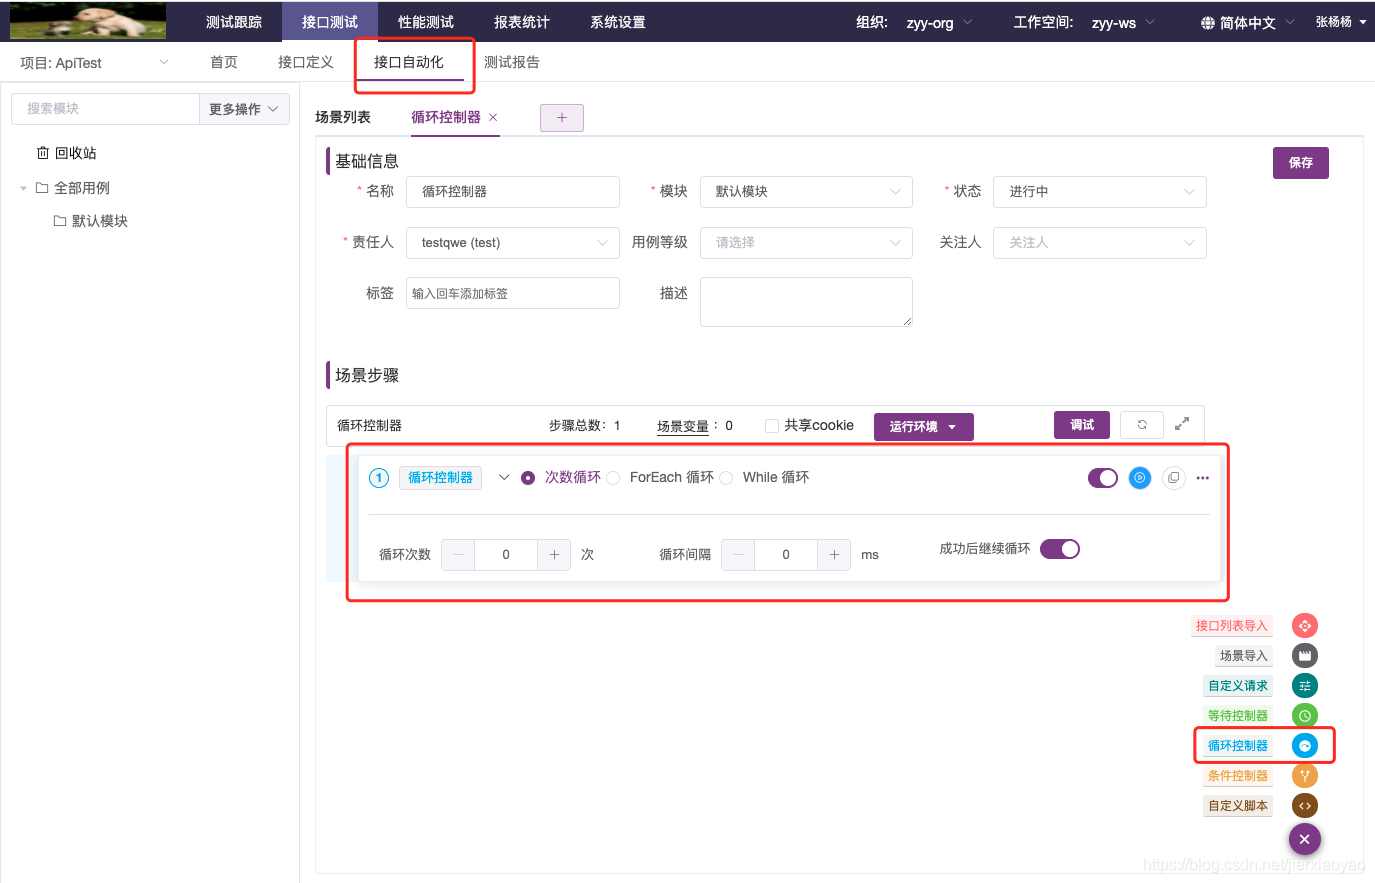 测试跟踪 接口测试 性能测试 报表统计 系统设置 组织: zyy-org 工作空间: zyy-ws 简体中文 张杨杨
项目: ApiTest 首页 接口定义 接口自动化 测试报告
搜索模块 更多操作
回收站
全部用例
默认模块
场景列表 循环控制器 × +
基础信息 保存
* 名称 循环控制器 * 模块 默认模块 * 状态 进行中
* 责任人 testqwe (test) 用例等级 请选择 关注人 关注人
标签 输入回车添加标签 描述
场景步骤
循环控制器 步骤总数: 1 场景变量 : 0 共享cookie 运行环境 调试
1 循环控制器 次数循环 ForEach 循环 While 循环
循环次数 − 0 + 次 循环间隔 − 0 + ms 成功后继续循环
接口列表导入
场景导入
自定义请求
等待控制器
循环控制器
条件控制器
自定义脚本
https://blog.csdn.net/jierxiaoyao